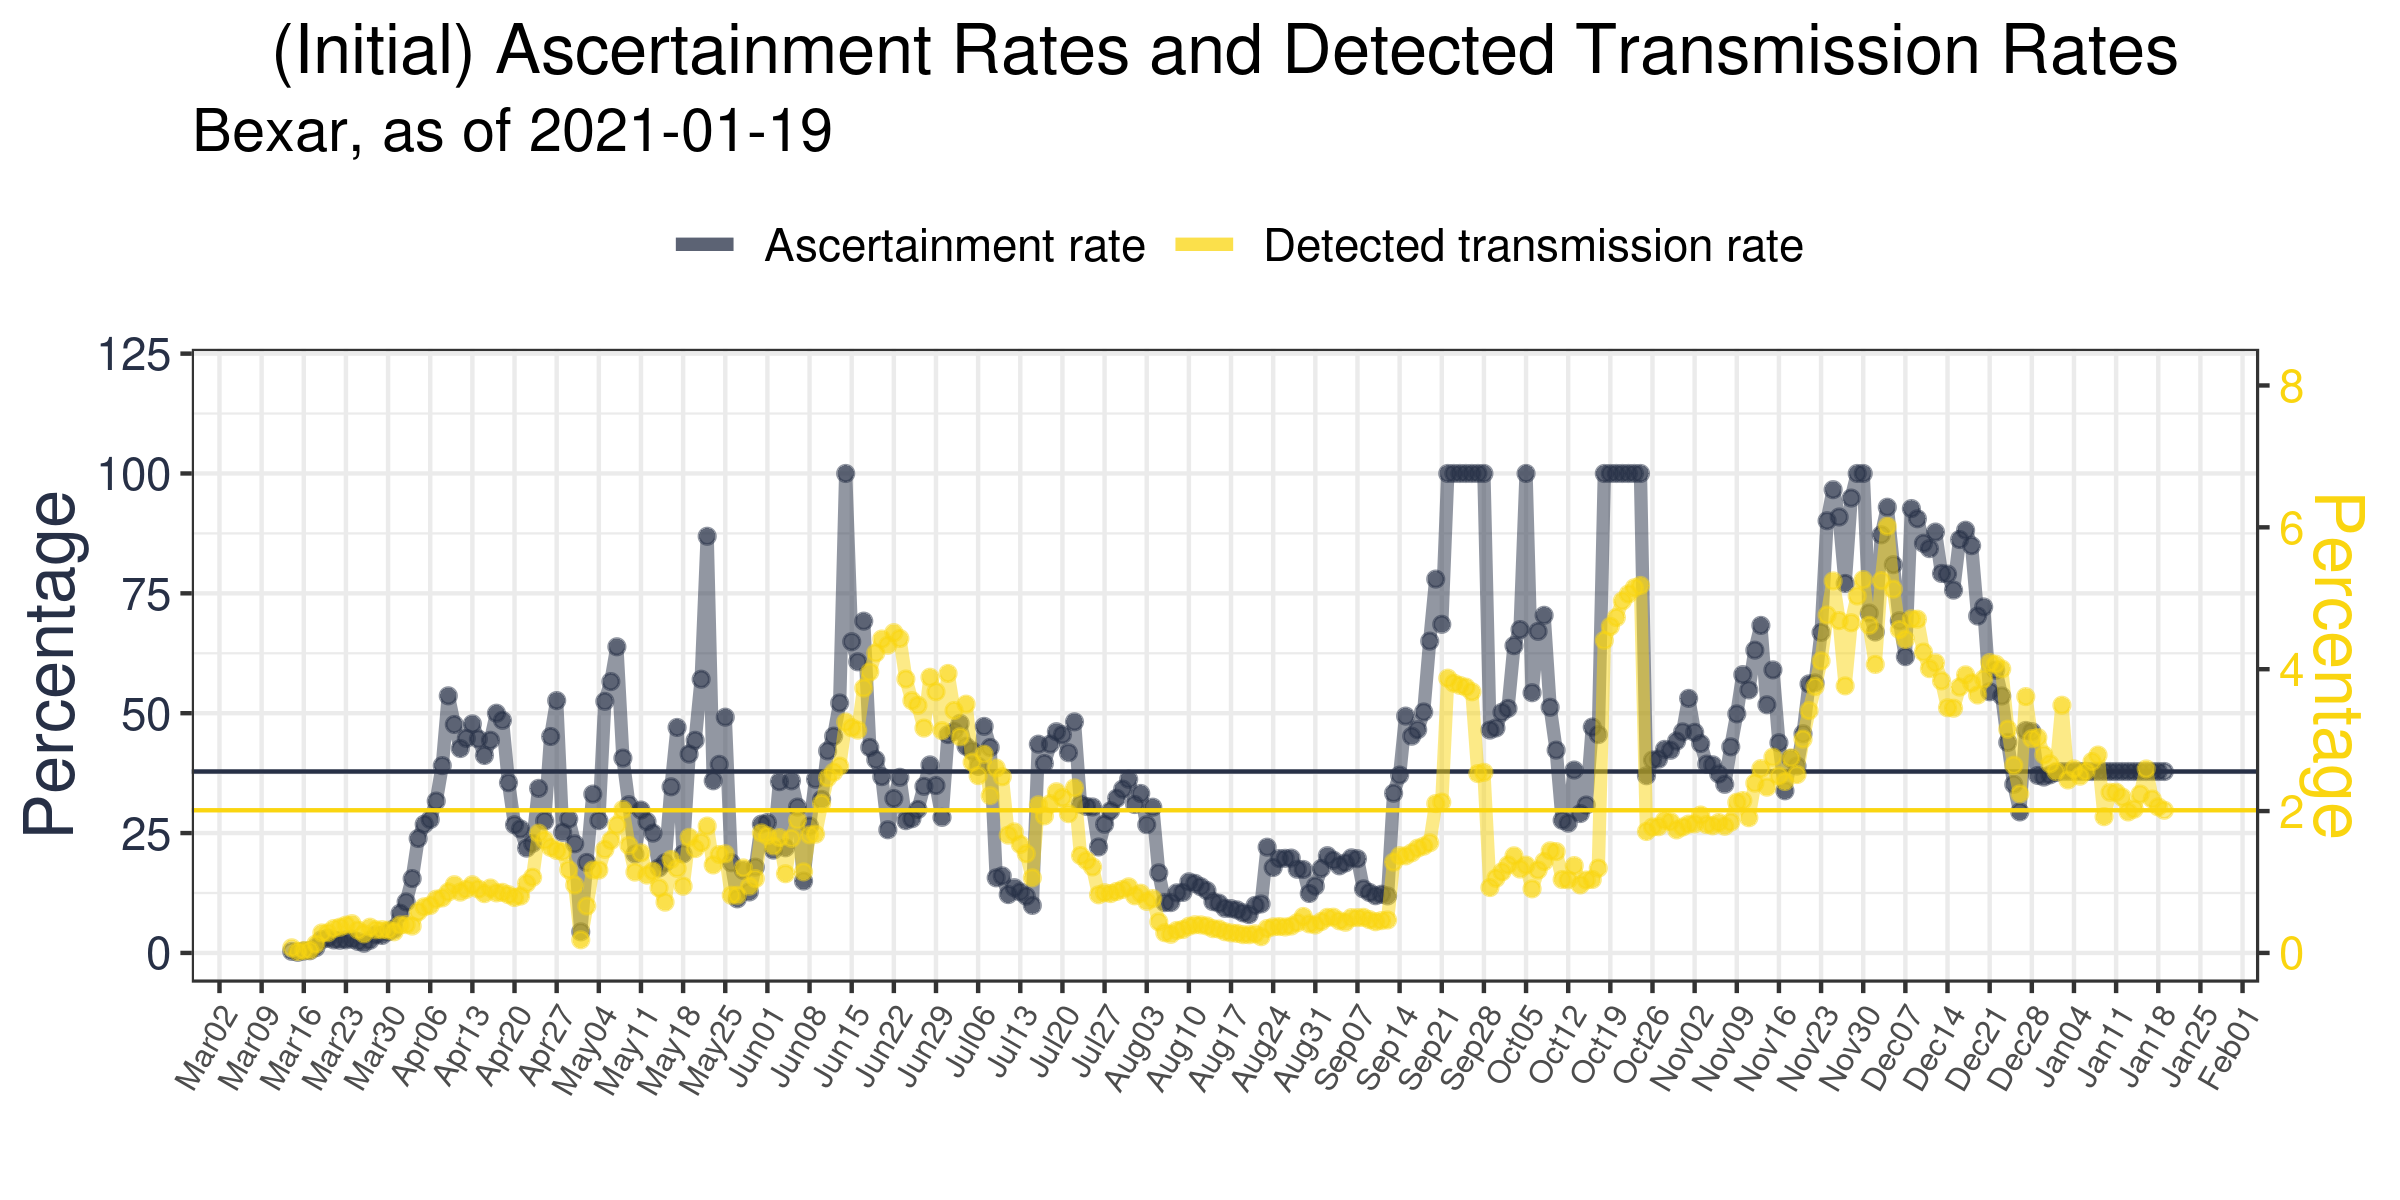 (Initial) Ascertainment Rates and Detected Transmission Rates
Bexar, as of 2021-01-19
Ascertainment rate
Detected transmission rate
Percentage
125
100
75
50
25
0
8
6
4
2
0
Percentage
Mar02
Mar09
Mar16
Mar23
Mar30
Apr06
Apr13
Apr20
Apr27
May04
May11
May18
May25
Jun01
Jun08
Jun15
Jun22
Jun29
Jul06
Jul13
Jul20
Jul27
Aug03
Aug10
Aug17
Aug24
Aug31
Sep07
Sep14
Sep21
Sep28
Oct05
Oct12
Oct19
Oct26
Nov02
Nov09
Nov16
Nov23
Nov30
Dec07
Dec14
Dec21
Dec28
Jan04
Jan11
Jan18
Jan25
Feb01